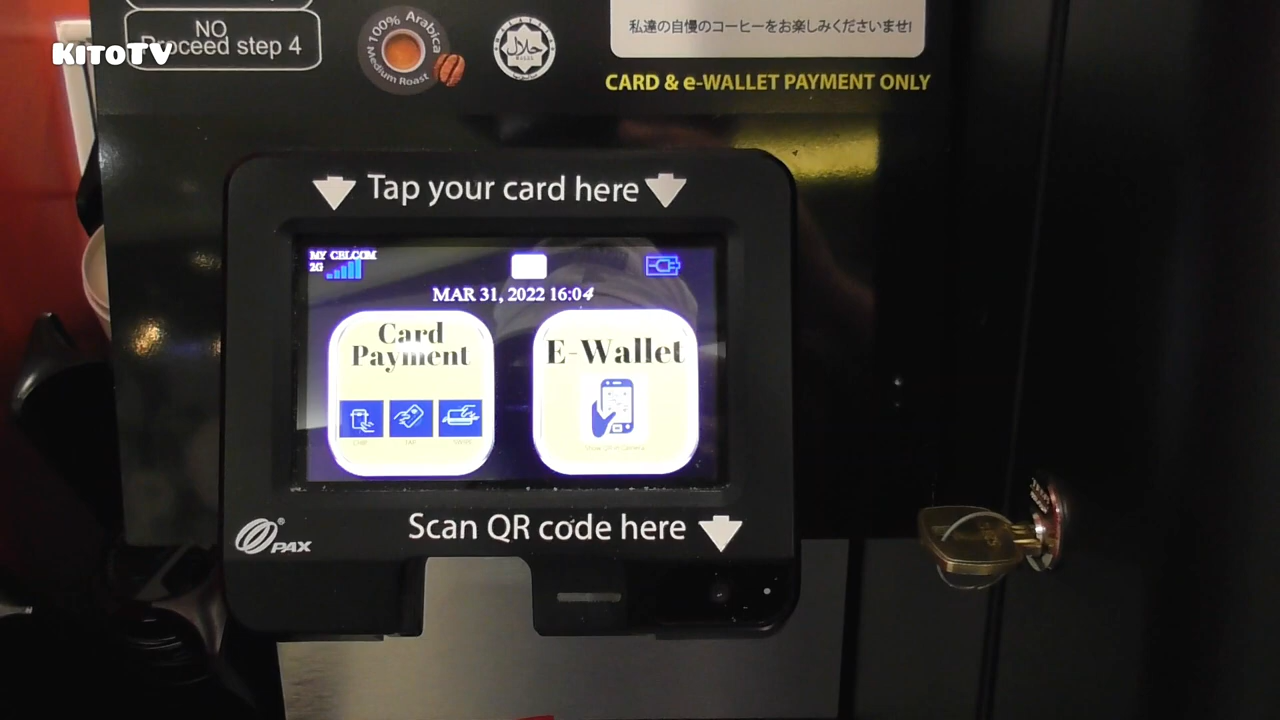 NO
Proceed step 4
KITOTV
100% Arabica
Medium Roast
حلال
私達の自慢のコーヒーをお楽しみくださいませ!
CARD & e-WALLET PAYMENT ONLY
Tap your card here
MY CELCOM
2G
MAR 31, 2022 16:04
Card
Payment
E-Wallet
TAP
Scan QR code here
PAX